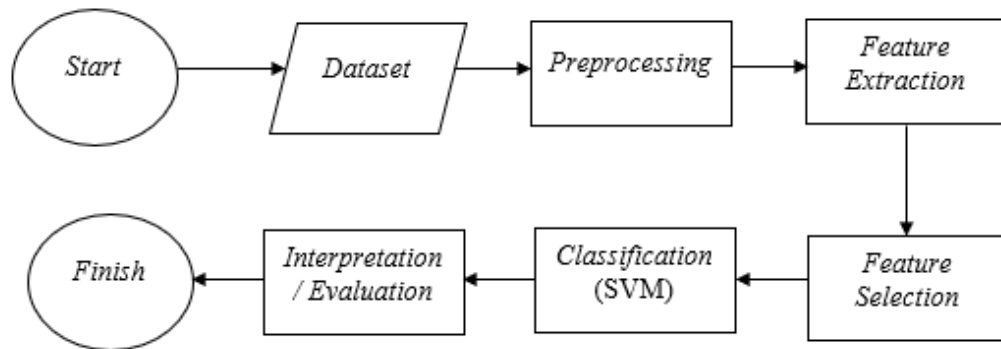 Start
Dataset
Preprocessing
Feature
Extraction
Feature
Selection
Classification
(SVM)
Interpretation
/ Evaluation
Finish